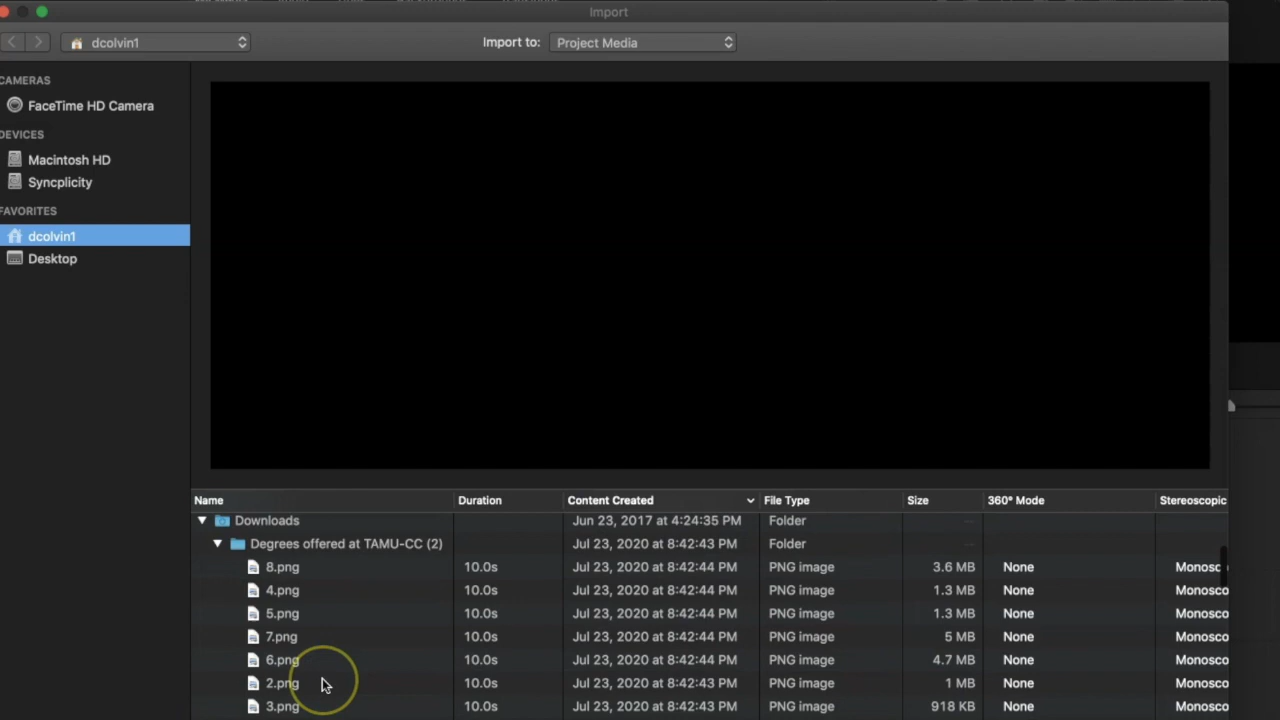 Import
dcolvin1 Import to: Project Media
CAMERAS
FaceTime HD Camera
DEVICES
Macintosh HD
Syncplicity
FAVORITES
dcolvin1
Desktop
Name Duration Content Created File Type Size 360° Mode Stereoscopic
Downloads Jun 23, 2017 at 4:24:35 PM Folder --
Degrees offered at TAMU-CC (2) Jul 23, 2020 at 8:42:43 PM Folder --
8.png 10.0s Jul 23, 2020 at 8:42:43 PM PNG image 3.6 MB None Monosco
4.png 10.0s Jul 23, 2020 at 8:42:44 PM PNG image 1.3 MB None Monosco
5.png 10.0s Jul 23, 2020 at 8:42:44 PM PNG image 1.3 MB None Monosco
7.png 10.0s Jul 23, 2020 at 8:42:44 PM PNG image 5 MB None Monosco
6.png 10.0s Jul 23, 2020 at 8:42:44 PM PNG image 4.7 MB None Monosco
2.png 10.0s Jul 23, 2020 at 8:42:44 PM PNG image 1 MB None Monosco
3.png 10.0s Jul 23, 2020 at 8:42:44 PM PNG image 918 KB None Monosco